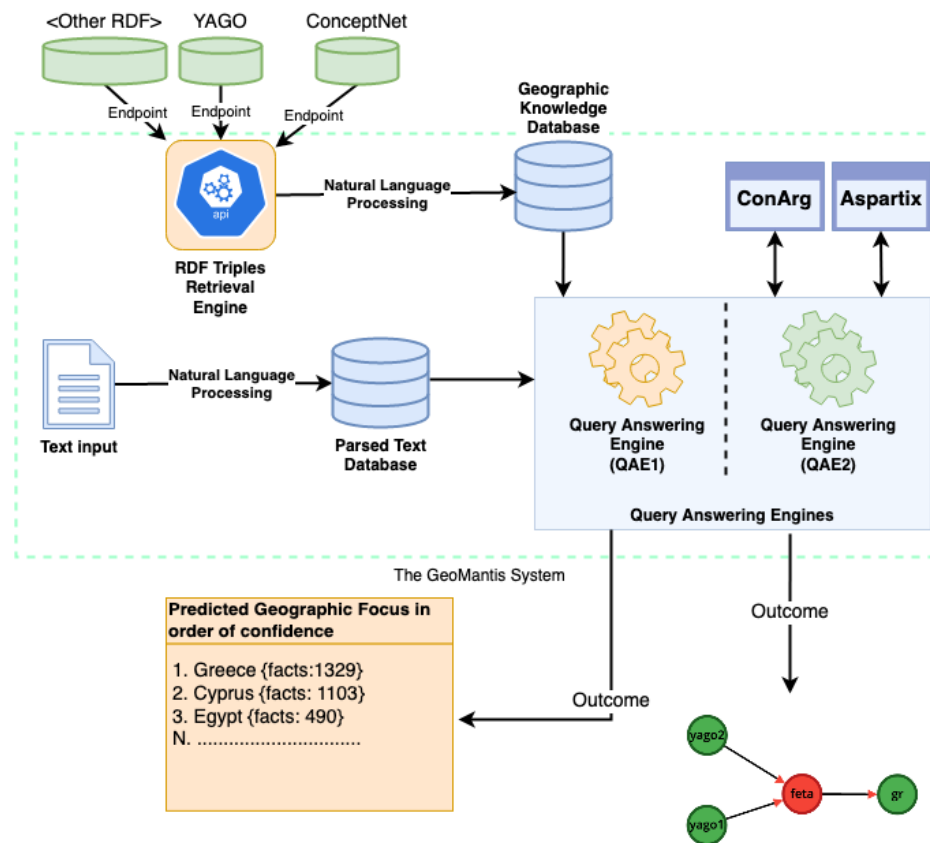 <Other RDF>
YAGO
ConceptNet
Endpoint
Endpoint
Endpoint
Geographic
Knowledge
Database
api
Natural Language
Processing
ConArg
Aspartix
RDF Triples
Retrieval
Engine
Natural Language
Processing
Text input
Parsed Text
Database
Query Answering
Engine
(QAE1)
Query Answering
Engine
(QAE2)
Query Answering Engines
The GeoMantis System
Predicted Geographic Focus in
order of confidence
1. Greece {facts:1329}
2. Cyprus {facts: 1103}
3. Egypt {facts: 490}
N. ...............................
Outcome
Outcome
yago2
feta
gr
yago1